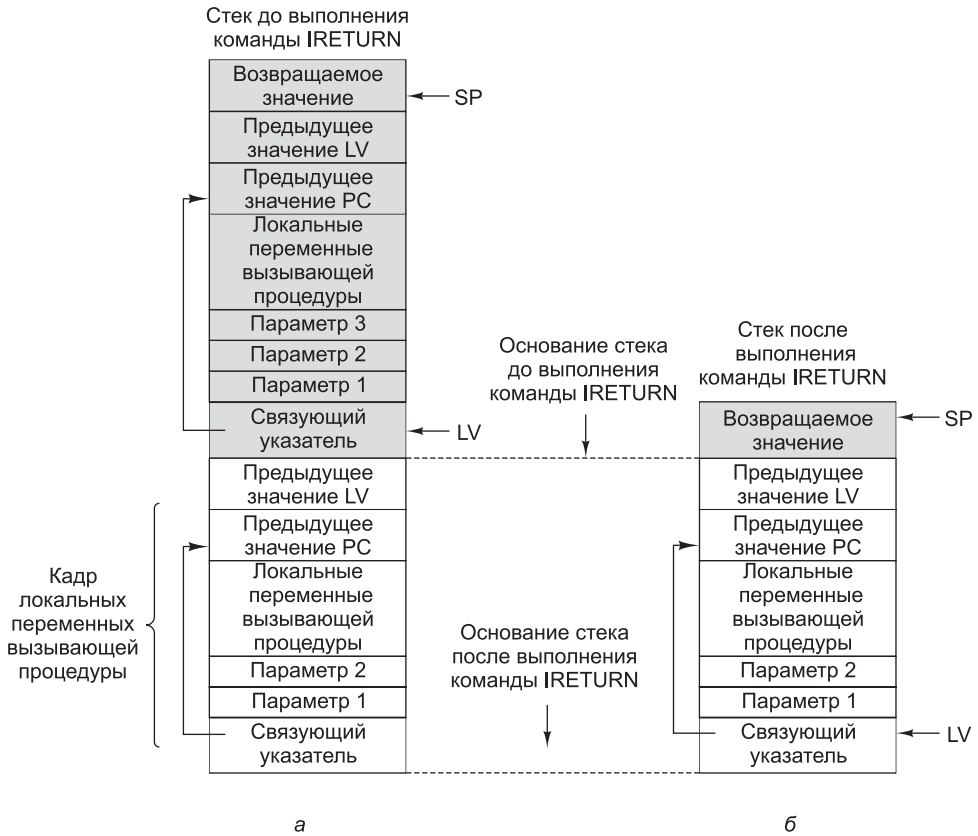 Стек до выполнения
команды IRETURN
Возвращаемое
значение
SP
Предыдущее
значение LV
Предыдущее
значение PC
Локальные
переменные
вызывающей
процедуры
Параметр 3
Параметр 2
Параметр 1
Связующий
указатель
LV
Предыдущее
значение LV
Предыдущее
значение PC
Локальные
переменные
вызывающей
процедуры
Параметр 2
Параметр 1
Связующий
указатель
Кадр
локальных
переменных
вызывающей
процедуры
Основание стека
до выполнения
команды IRETURN
Основание стека
после выполнения
команды IRETURN
Стек после
выполнения
команды IRETURN
Возвращаемое
значение
SP
Предыдущее
значение LV
Предыдущее
значение PC
Локальные
переменные
вызывающей
процедуры
Параметр 2
Параметр 1
Связующий
указатель
LV
а
б